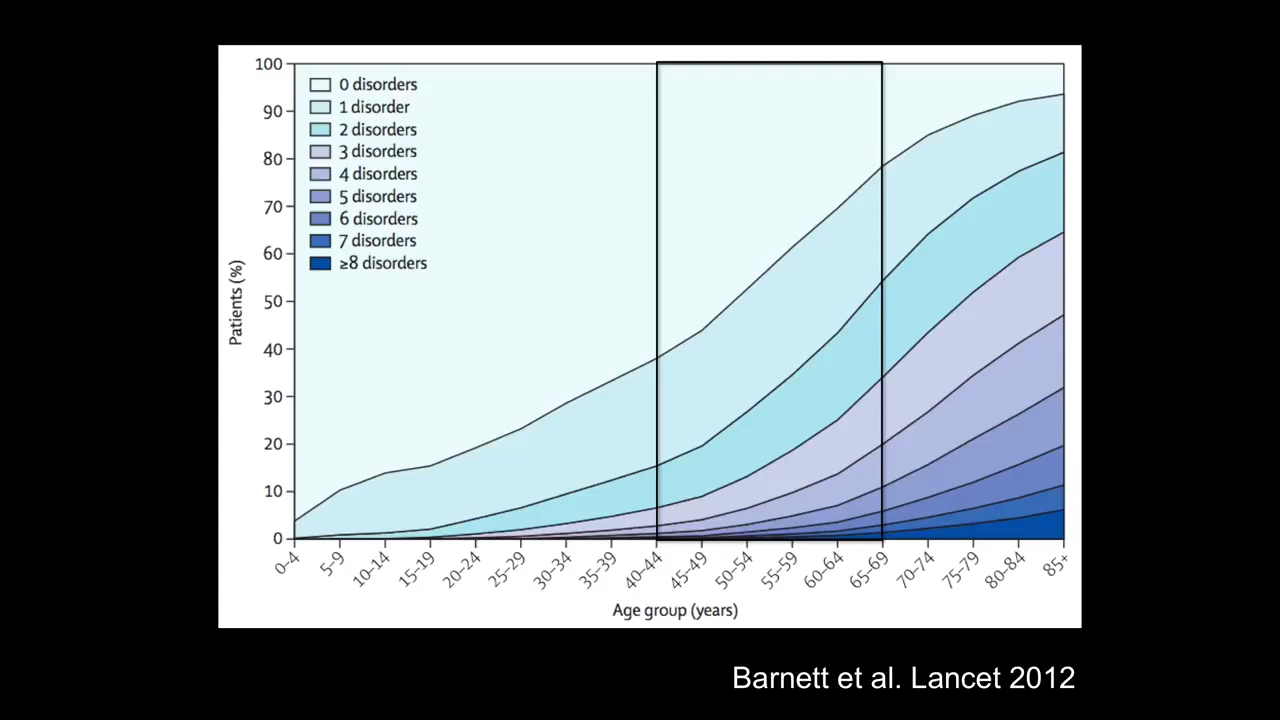 100
90
80
70
60
50
40
30
20
10
0
Patients (%)
0 disorders
1 disorder
2 disorders
3 disorders
4 disorders
5 disorders
6 disorders
7 disorders
≥8 disorders
0–4
5–9
10–14
15–19
20–24
25–29
30–34
35–39
40–44
45–49
50–54
55–59
60–64
65–69
70–74
75–79
80–84
85+
Age group (years)
Barnett et al. Lancet 2012